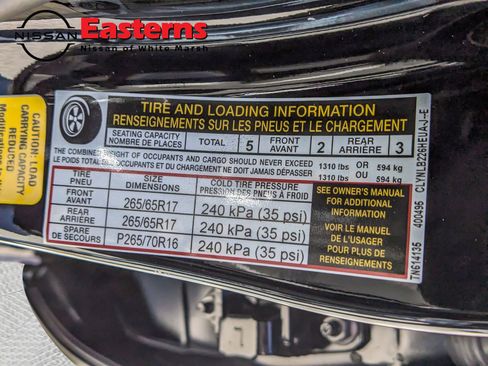 NISSAN
Easterns
Nissan of White Marsh
CAUTION: LOAD
CARRYING CAPACITY
REDUCED
TIRE AND LOADING INFORMATION
RENSEIGNEMENTS SUR LES PNEUS ET LE CHARGEMENT
SEATING CAPACITY
NOMBRE DE PLACES
TOTAL 5
FRONT
AVANT 2
REAR
ARRIÈRE 3
THE COMBINED WEIGHT OF OCCUPANTS AND CARGO SHOULD NEVER EXCEED 1310 lbs OR 594 kg
LE POIDS TOTAL DES OCCUPANTS ET DU CHARGEMENT NE DOIT JAMAIS DÉPASSER 1310 lbs OU 594 kg
TIRE
PNEU
SIZE
DIMENSIONS
COLD TIRE PRESSURE
PRESSION DES PNEUS À FROID
FRONT
AVANT
265/65R17
240 kPa (35 psi)
REAR
ARRIÈRE
265/65R17
240 kPa (35 psi)
SPARE
DE SECOURS
P265/70R16
240 kPa (35 psi)
SEE OWNER'S MANUAL
FOR ADDITIONAL
INFORMATION
VOIR LE MANUEL
DE L'USAGER
POUR PLUS DE
RENSEIGNEMENTS
TN614135 400496 CLYNLB226HEUA-J--E